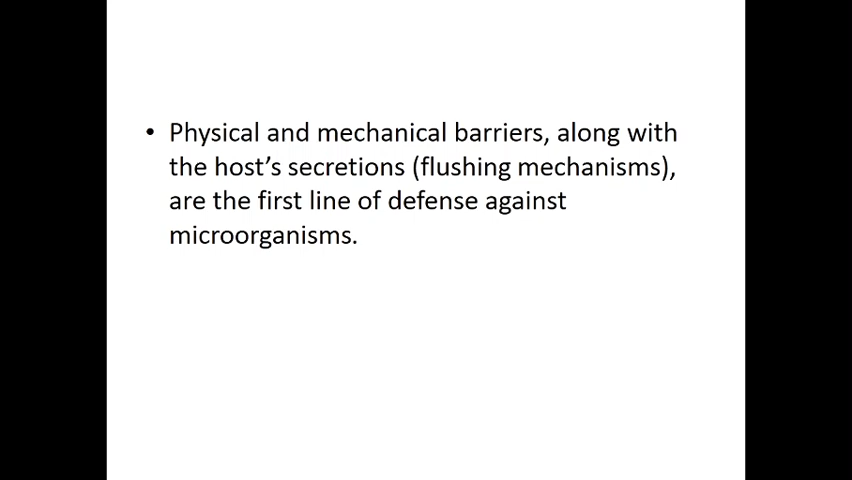 • Physical and mechanical barriers, along with
the host’s secretions (flushing mechanisms),
are the first line of defense against
microorganisms.